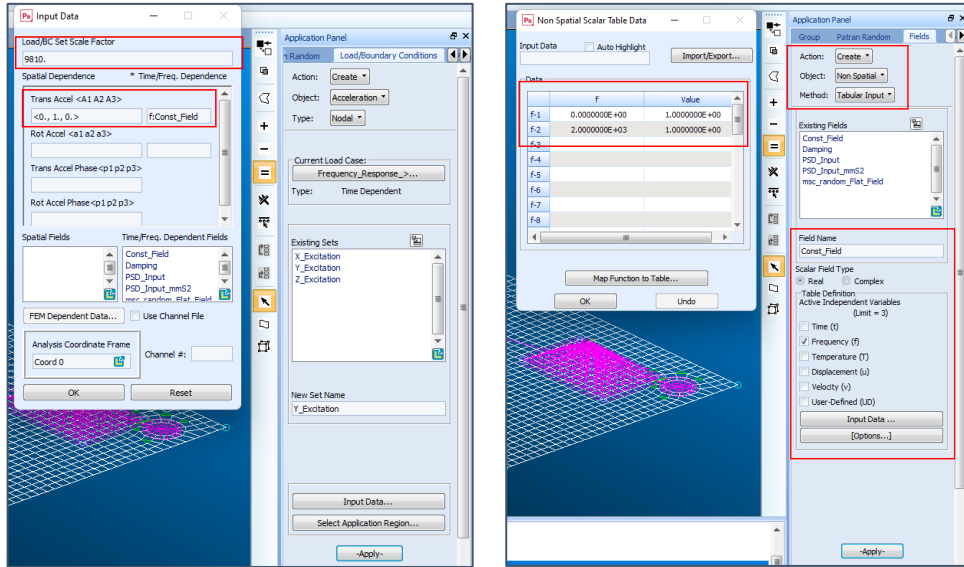 Input Data
Load/BC Set Scale Factor
9810.
Spatial Dependence * Time/Freq. Dependence
Trans Accel <A1 A2 A3>
<0., 1., 0.> f:Const_Field
Rot Accel <a1 a2 a3>
Trans Accel Phase<p1 p2 p3>
Rot Accel Phase<p1 p2 p3>
Spatial Fields Time/Freq. Dependent Fields
Const_Field
Damping
PSD_Input
PSD_Input_mmS2
msc_random_Flat_Field
FEM Dependent Data... Use Channel File
Analysis Coordinate Frame
Coord 0
Channel #:
OK Reset
Application Panel
Random Load/Boundary Conditions
Action: Create
Object: Acceleration
Type: Nodal
Current Load Case:
Frequency_Response_>...
Type: Time Dependent
Existing Sets
X_Excitation
Y_Excitation
Z_Excitation
New Set Name
Y_Excitation
Input Data...
Select Application Region...
-Apply-
Non Spatial Scalar Table Data
Input Data Auto Highlight
Import/Export...
Data
f Value
f-1 0.0000000E+00 1.0000000E+00
f-2 2.0000000E+03 1.0000000E+00
f-3
f-4
f-5
f-6
f-7
f-8
Map Function to Table...
OK Undo
Application Panel
Group Patran Random Fields
Action: Create
Object: Non Spatial
Method: Tabular Input
Existing Fields
Const_Field
Damping
PSD_Input
PSD_Input_mmS2
msc_random_Flat_Field
Field Name
Const_Field
Scalar Field Type
Real Complex
Table Definition
Active Independent Variables
(Limit = 3)
Time (t)
Frequency (f)
Temperature (T)
Displacement (u)
Velocity (v)
User-Defined (UD)
Input Data ...
[Options...]
-Apply-